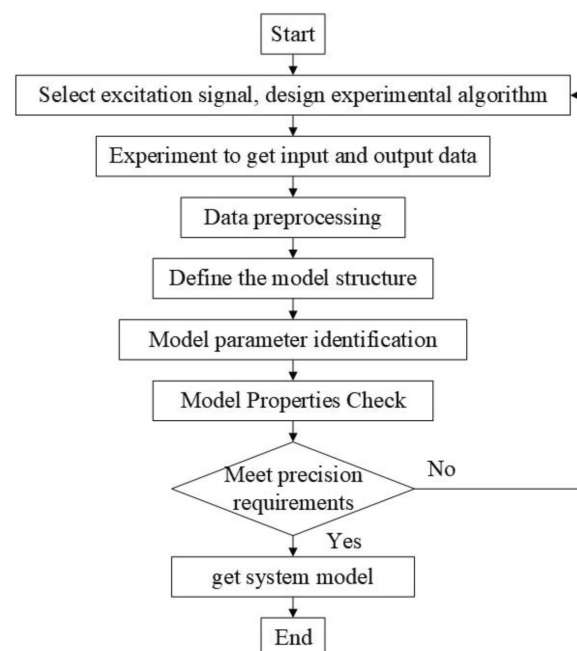 Start
Select excitation signal, design experimental algorithm
Experiment to get input and output data
Data preprocessing
Define the model structure
Model parameter identification
Model Properties Check
Meet precision
requirements
No
Yes
get system model
End